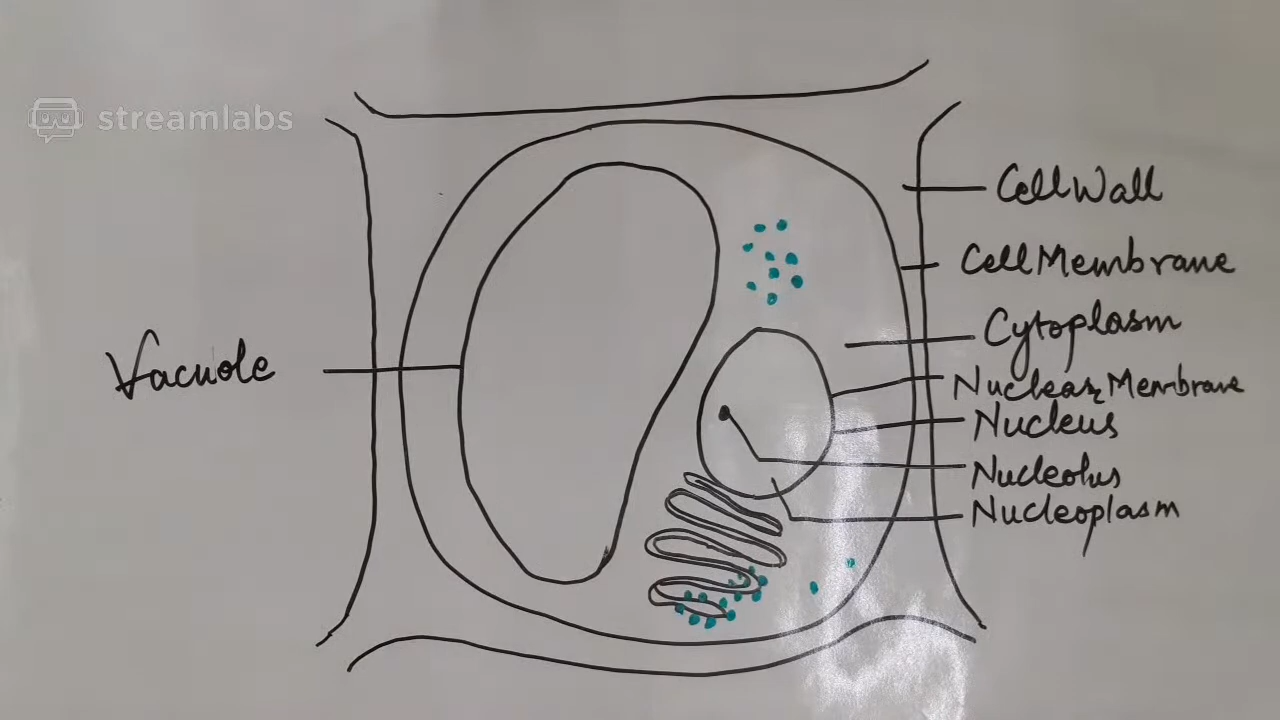 streamlabs
Cell Wall
Cell Membrane
Cytoplasm
Vacuole
Nuclear Membrane
Nucleus
Nucleolus
Nucleoplasm